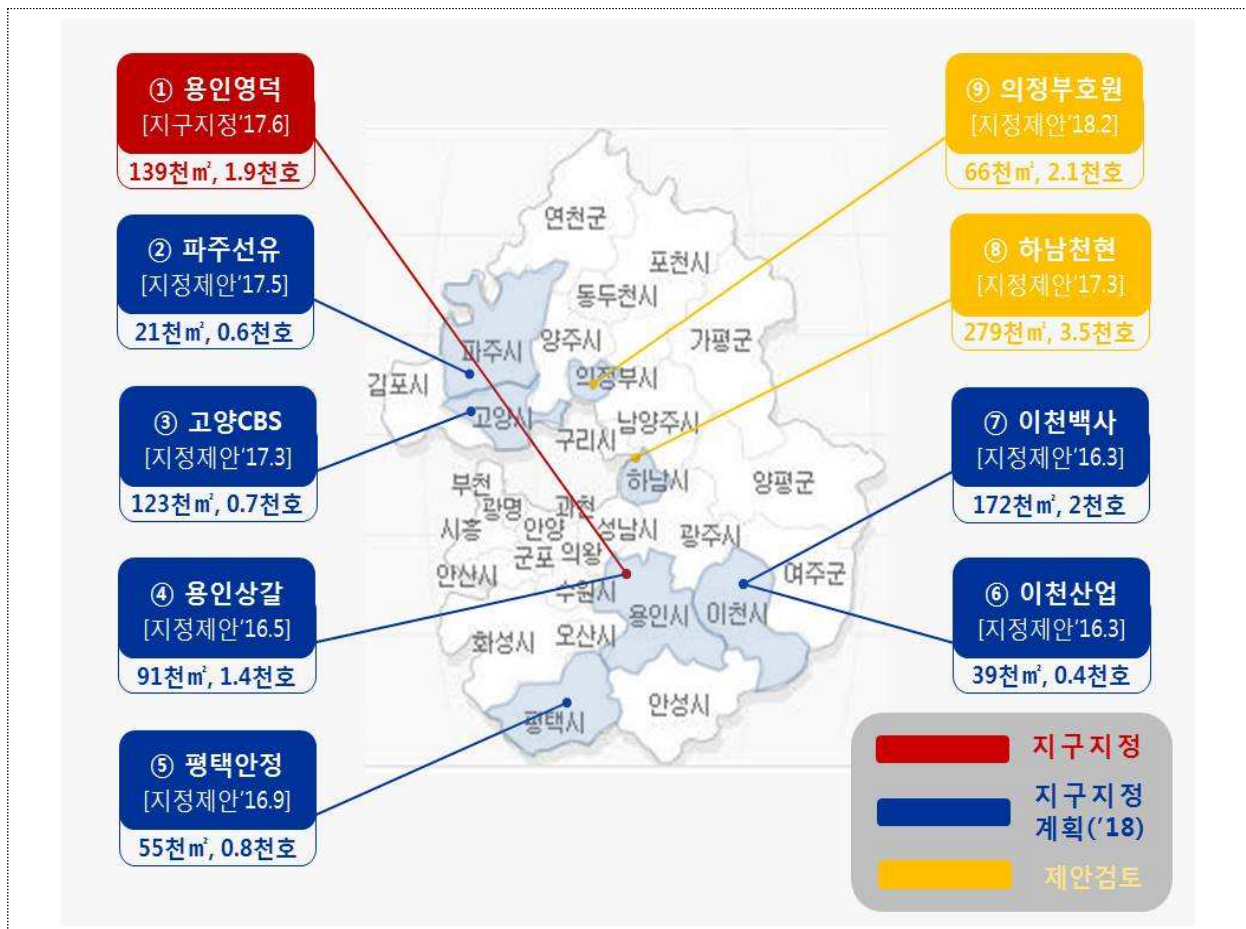 ① 용인영덕
[지구지정'17.6]
139천㎡, 1.9천호
② 파주선유
[지정제안'17.5]
21천㎡, 0.6천호
③ 고양CBS
[지정제안'17.3]
123천㎡, 0.7천호
④ 용인상갈
[지정제안'16.5]
91천㎡, 1.4천호
⑤ 평택안정
[지정제안'16.9]
55천㎡, 0.8천호
⑨ 의정부호원
[지정제안'18.2]
66천㎡, 2.1천호
⑧ 하남천현
[지정제안'17.3]
279천㎡, 3.5천호
⑦ 이천백사
[지정제안'16.3]
172천㎡, 2천호
⑥ 이천산업
[지정제안'16.3]
39천㎡, 0.4천호
연천군
포천시
동두천시
파주시
양주시
가평군
의정부시
김포시
고양시
남양주시
구리시
하남시
양평군
부천
광명
과천
시흥
안양
성남시
광주시
군포
의왕
안산시
수원시
여주군
용인시
이천시
화성시
오산시
안성시
평택시
지구지정
지구지정
계획('18)
제안검토